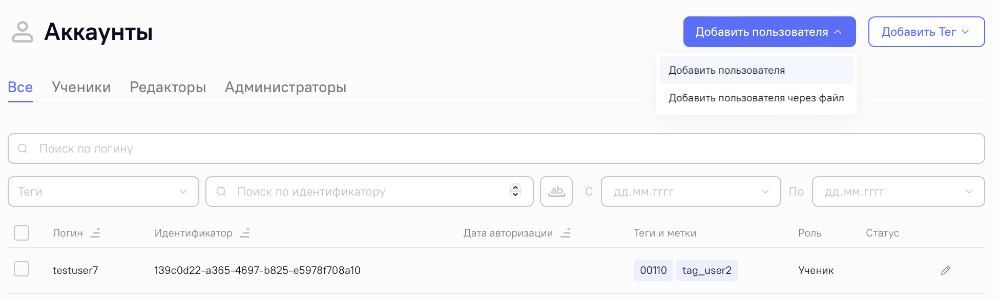 Аккаунты
Добавить пользователя
Добавить Тег
Добавить пользователя
Добавить пользователя через файл
Все Ученики Редакторы Администраторы
Поиск по логину
Теги
Поиск по идентификатору
ab
С
дд.мм.гггг
По
дд.мм.гггг
Логин Идентификатор Дата авторизации Теги и метки Роль Статус
testuser7 139c0d22-a365-4697-b825-e5978f708a10 00110 tag_user2 Ученик